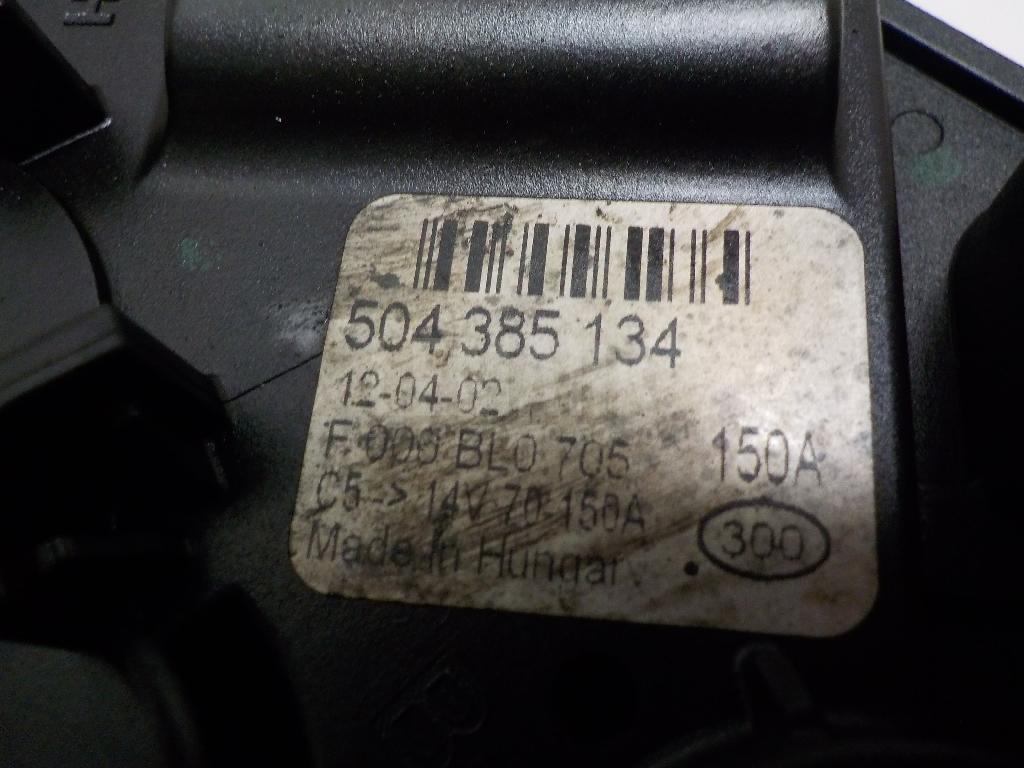 504 385 134
12-04-02
F 000 BL0 705 150A
C5-> 14V 70-150A
300
Made in Hungar